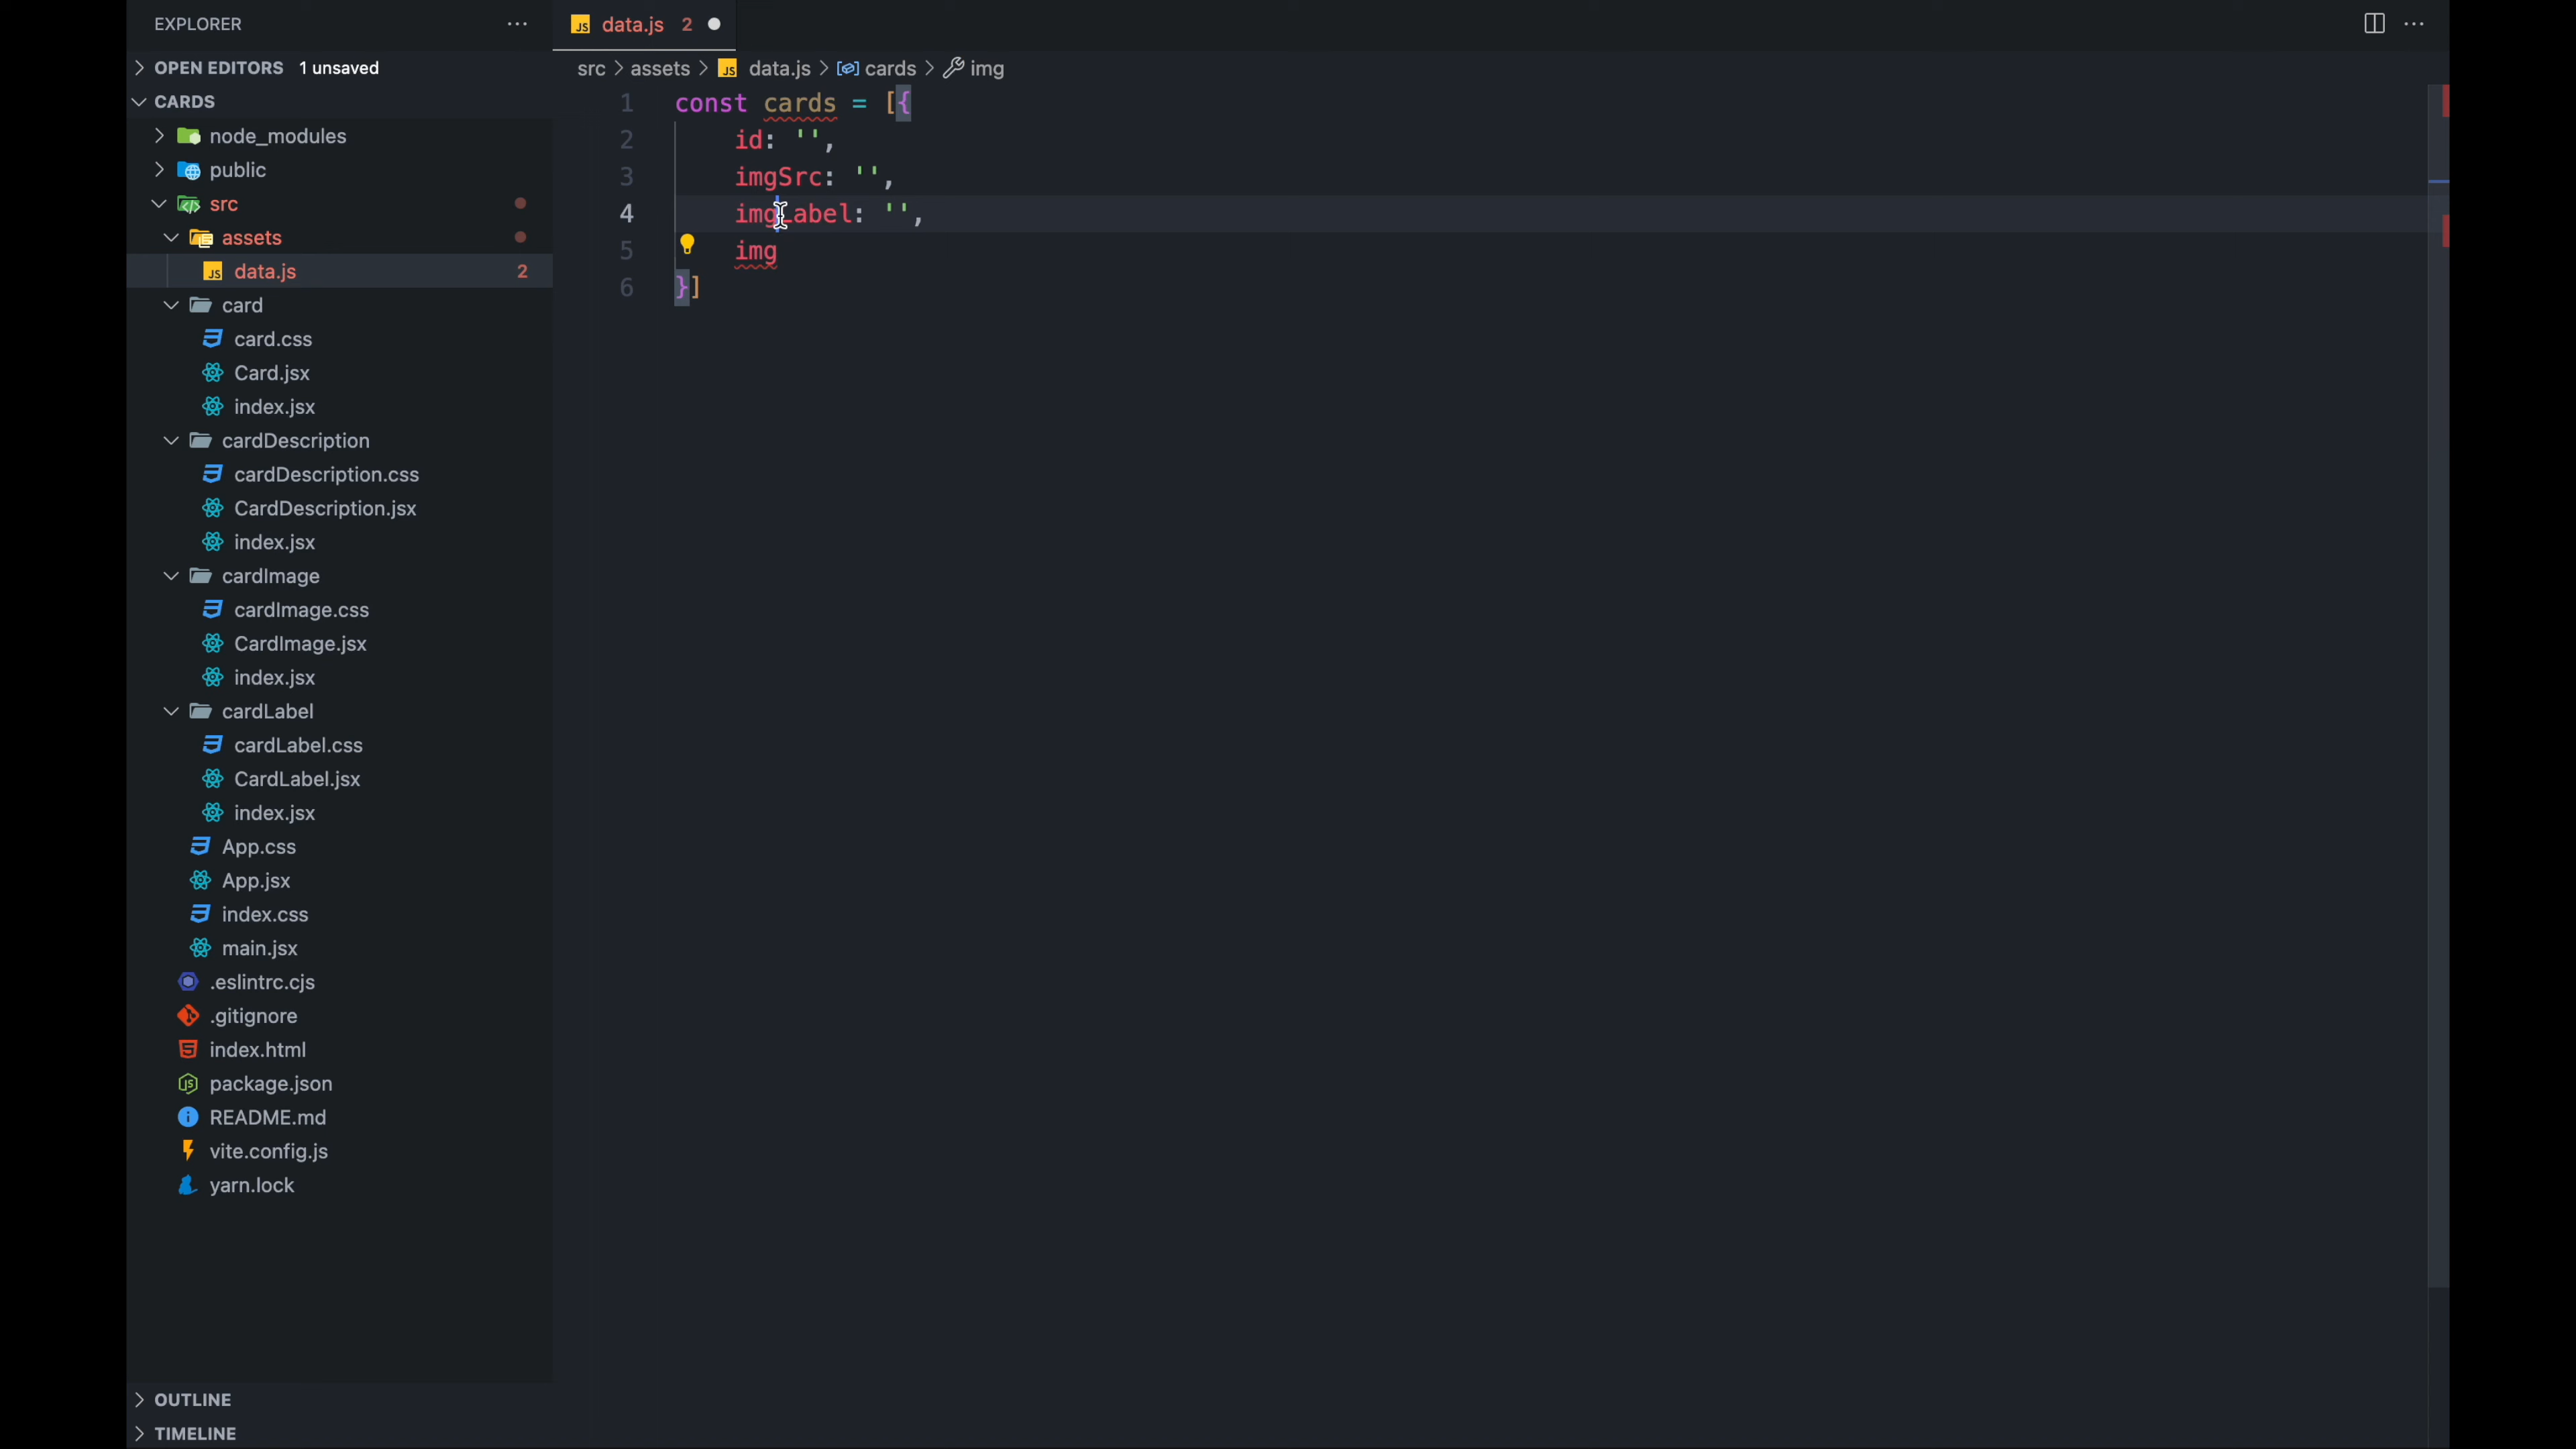 EXPLORER
OPEN EDITORS 1 unsaved
CARDS
node_modules
public
src
assets
data.js 2
card
card.css
Card.jsx
index.jsx
cardDescription
cardDescription.css
CardDescription.jsx
index.jsx
cardImage
cardImage.css
CardImage.jsx
index.jsx
cardLabel
cardLabel.css
CardLabel.jsx
index.jsx
App.css
App.jsx
index.css
main.jsx
.eslintrc.cjs
.gitignore
index.html
package.json
README.md
vite.config.js
yarn.lock
OUTLINE
TIMELINE
JS data.js 2
src > assets > JS data.js > cards > img
1 const cards = [{
2 id: '',
3 imgSrc: '',
4 imgLabel: '',
5 img
6 }]